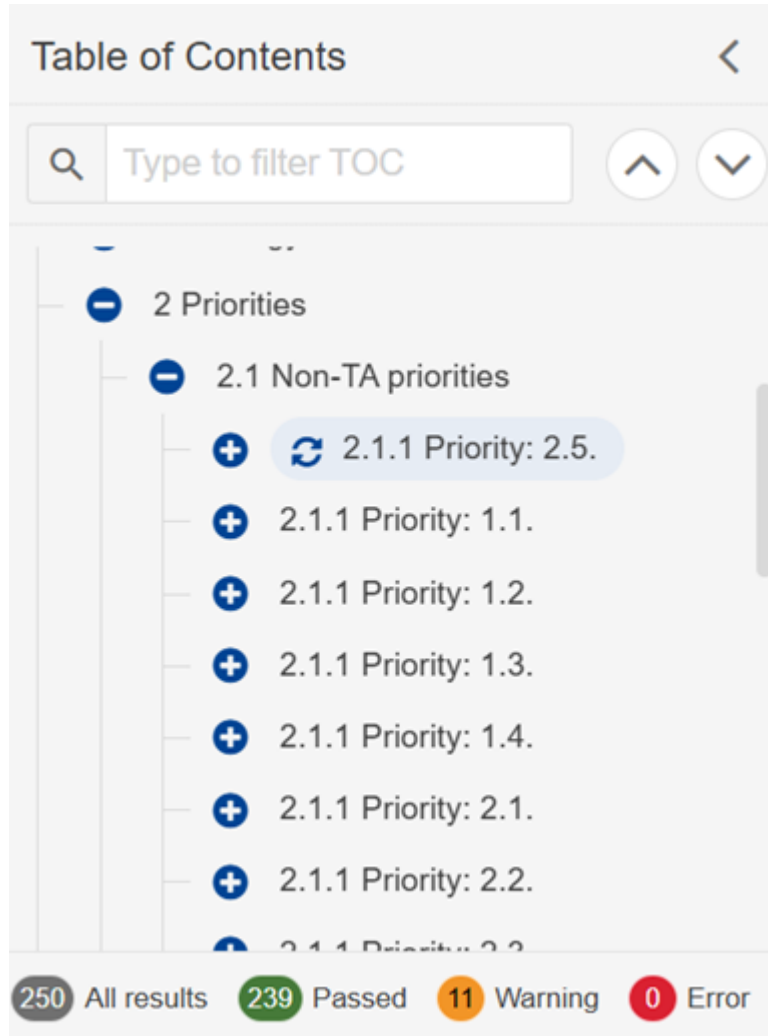 Table of Contents
Type to filter TOC
2 Priorities
2.1 Non-TA priorities
2.1.1 Priority: 2.5.
2.1.1 Priority: 1.1.
2.1.1 Priority: 1.2.
2.1.1 Priority: 1.3.
2.1.1 Priority: 1.4.
2.1.1 Priority: 2.1.
2.1.1 Priority: 2.2.
250 All results 239 Passed 11 Warning 0 Error